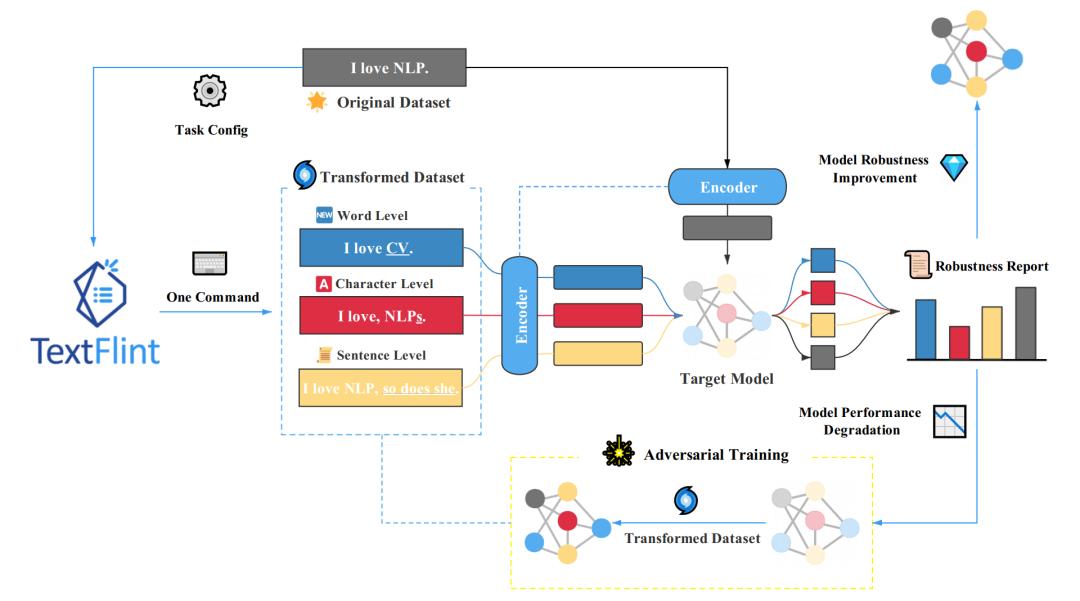 I love NLP.
Original Dataset
Task Config
Model Robustness
Improvement
Transformed Dataset
Encoder
NEW Word Level
I love CV.
A Character Level
I love, NLPs.
Sentence Level
I love NLP, so does she.
One Command
TextFlint
Encoder
Target Model
Robustness Report
Model Performance
Degradation
Adversarial Training
Transformed Dataset